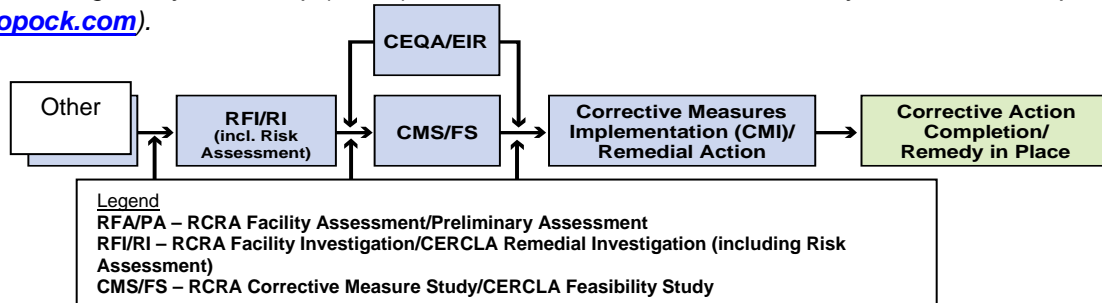 opock.com).
CEQA/EIR
Other
RFI/RI
(incl. Risk
Assessment)
CMS/FS
Corrective Measures
Implementation (CMI)/
Remedial Action
Corrective Action
Completion/
Remedy in Place
Legend
RFA/PA – RCRA Facility Assessment/Preliminary Assessment
RFI/RI – RCRA Facility Investigation/CERCLA Remedial Investigation (including Risk
Assessment)
CMS/FS – RCRA Corrective Measure Study/CERCLA Feasibility Study